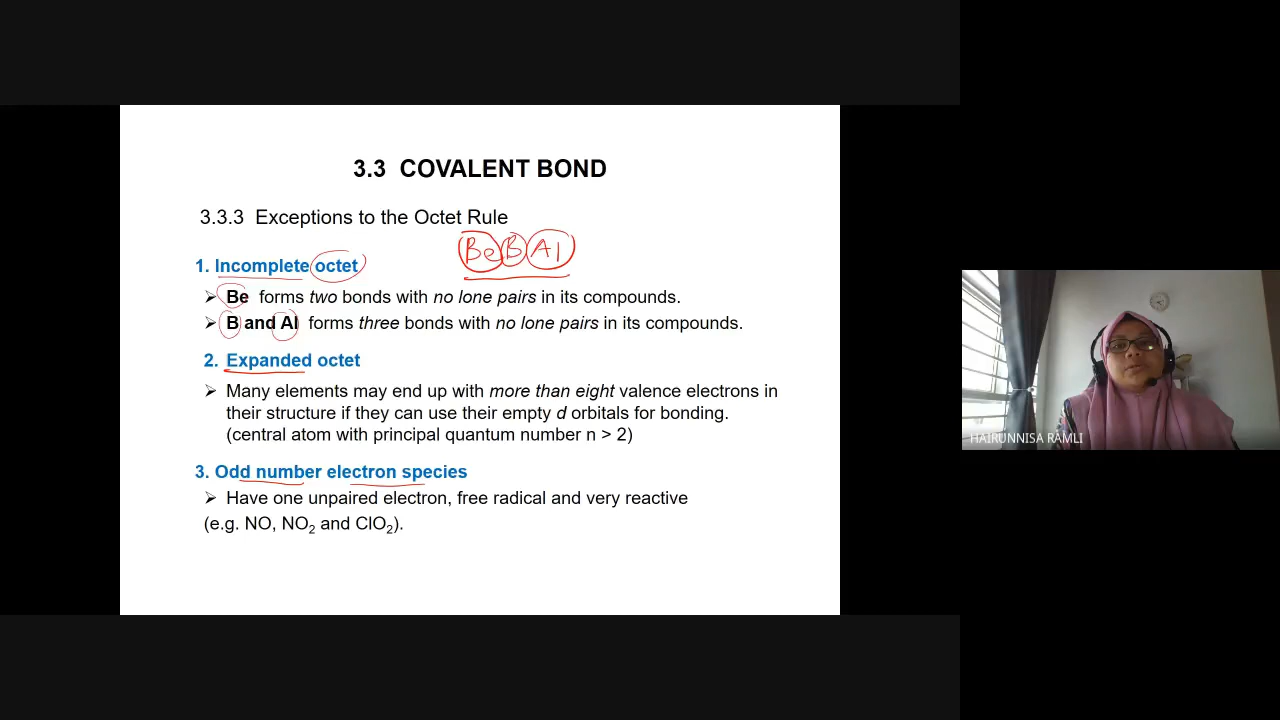 3.3 COVALENT BOND
3.3.3 Exceptions to the Octet Rule
Be B Al
1. Incomplete octet
➢ Be forms two bonds with no lone pairs in its compounds.
➢ B and Al forms three bonds with no lone pairs in its compounds.
2. Expanded octet
➢ Many elements may end up with more than eight valence electrons in
their structure if they can use their empty d orbitals for bonding.
(central atom with principal quantum number n > 2)
HAIRUNNISA RAMLI
3. Odd number electron species
➢ Have one unpaired electron, free radical and very reactive
(e.g. NO, NO₂ and ClO₂).